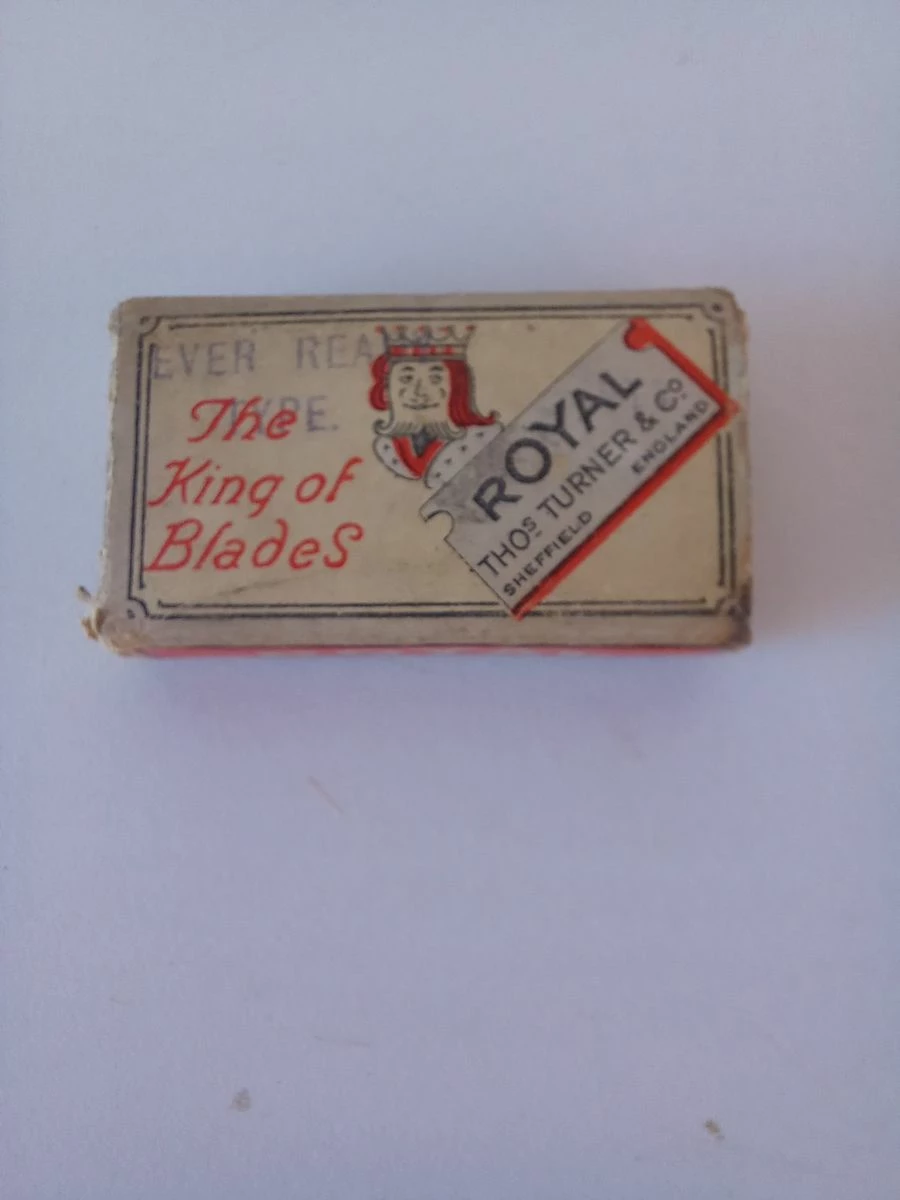 EVER REA
TYPE.
The
King of
Blades
ROYAL
THOS TURNER & CO
SHEFFIELD ENGLAND